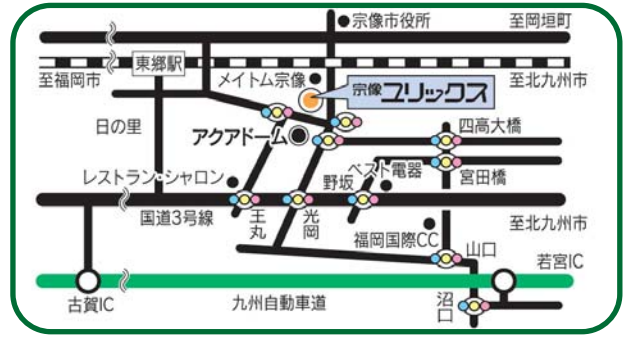 宗像市役所
至岡垣町
東郷駅
至福岡市
メイトム宗像
宗像ユリックス
至北九州市
日の里
アクアドーム
四高大橋
レストラン・シャロン
野坂
ベスト電器
宮田橋
国道3号線
王丸
光岡
福岡国際CC
至北九州市
山口
若宮IC
古賀IC
九州自動車道
沼口